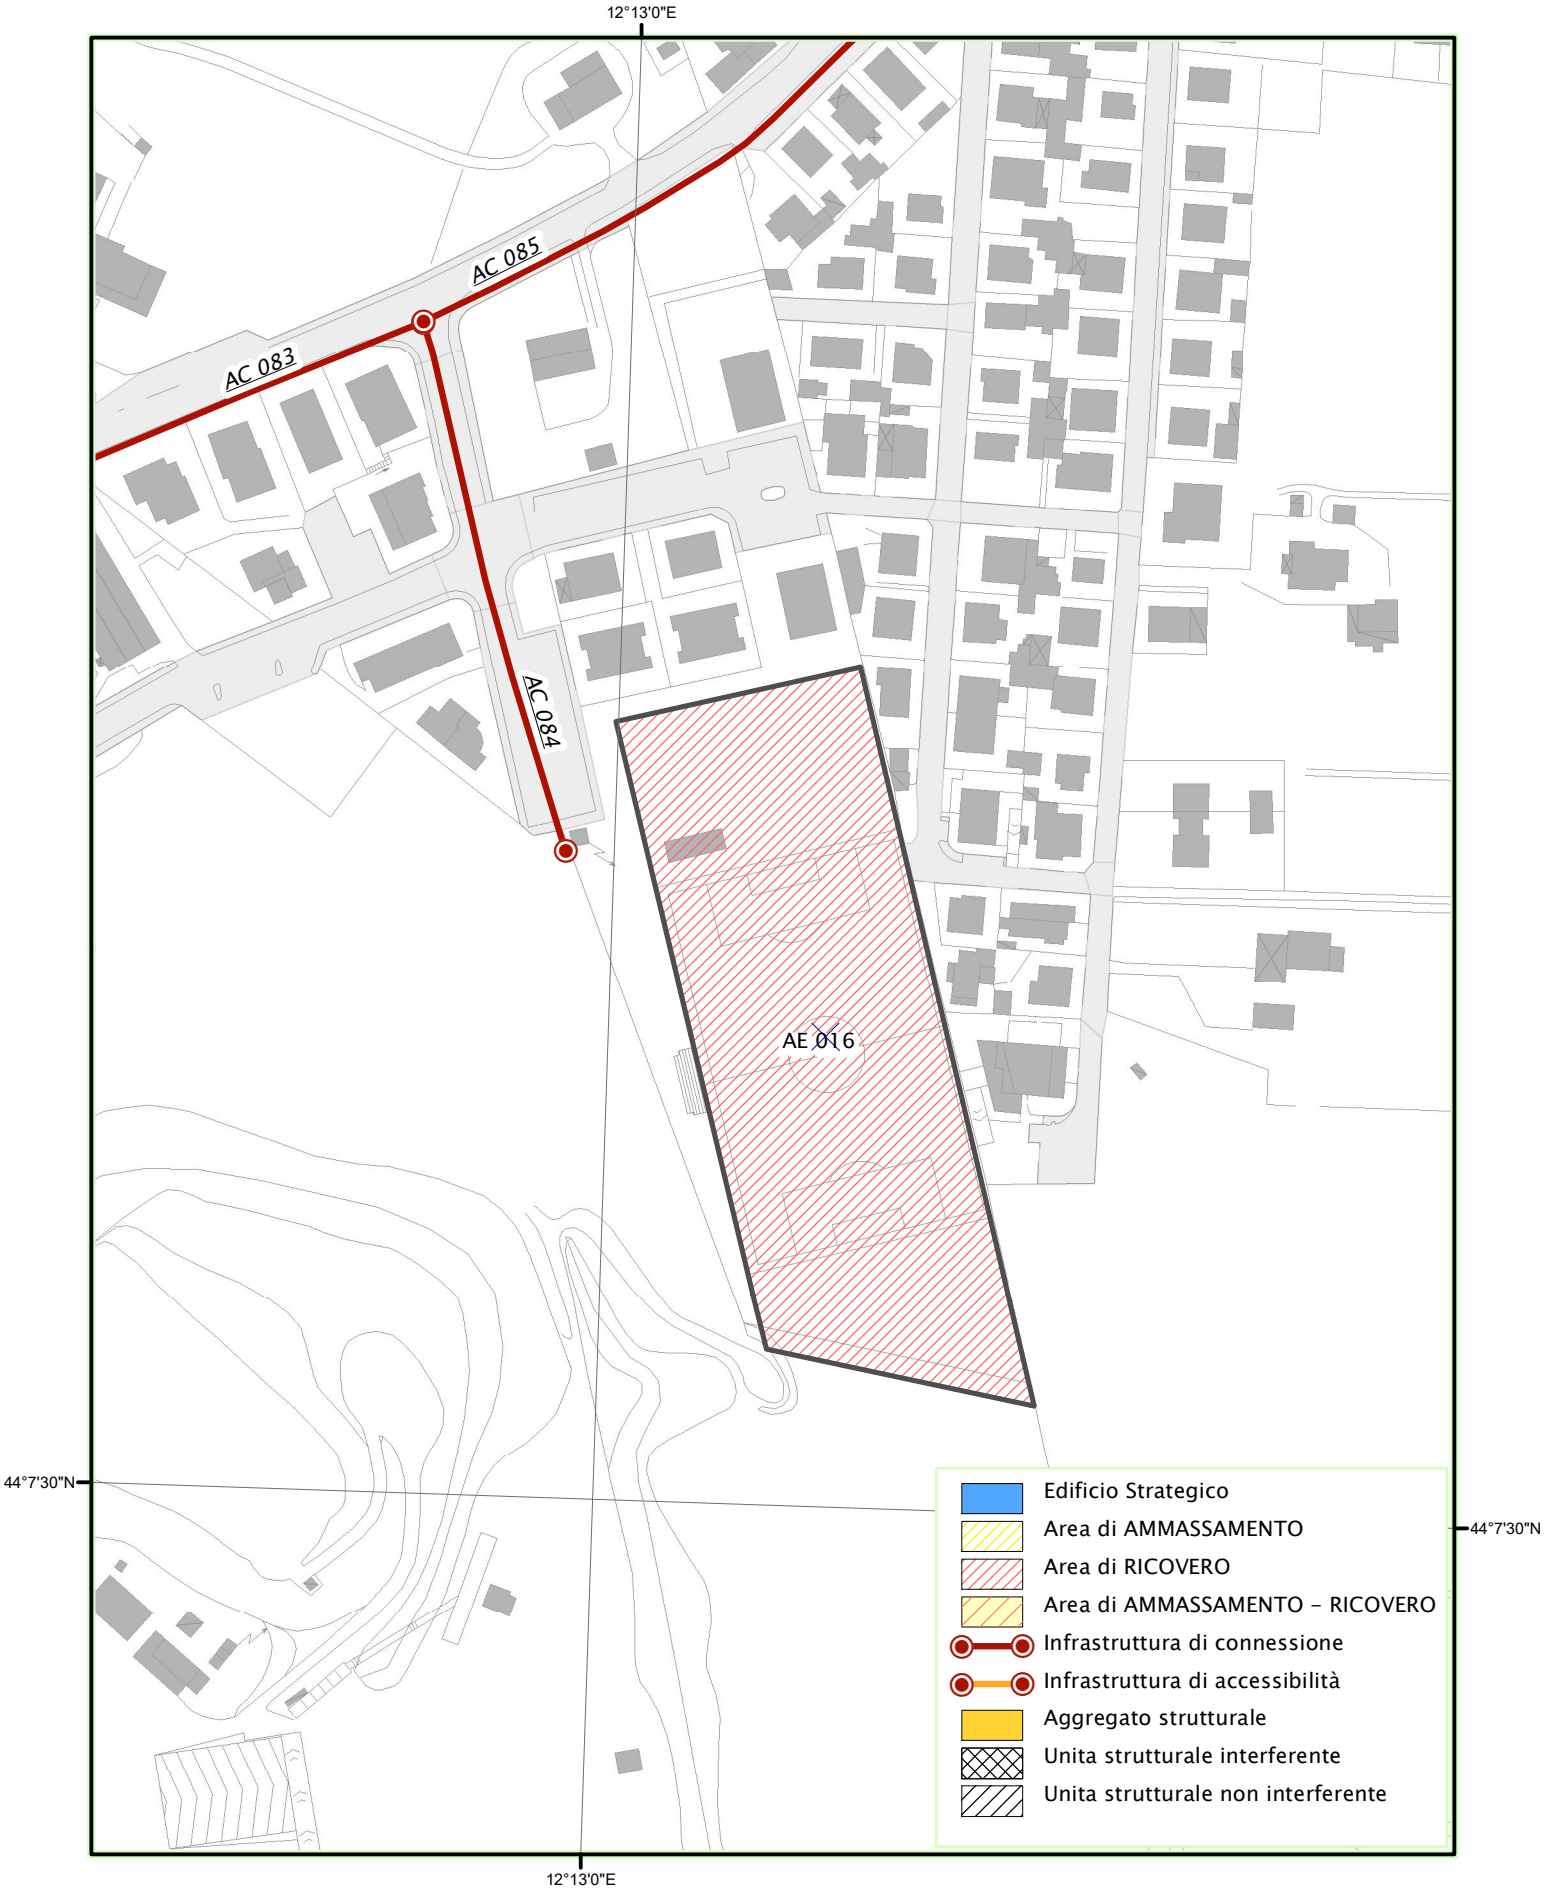 12°13'0"E
AC 085
AC 083
AC 084
AE 016
44°7'30"N
44°7'30"N
Edificio Strategico
Area di AMMASSAMENTO
Area di RICOVERO
Area di AMMASSAMENTO - RICOVERO
Infrastruttura di connessione
Infrastruttura di accessibilità
Aggregato strutturale
Unita strutturale interferente
Unita strutturale non interferente
12°13'0"E